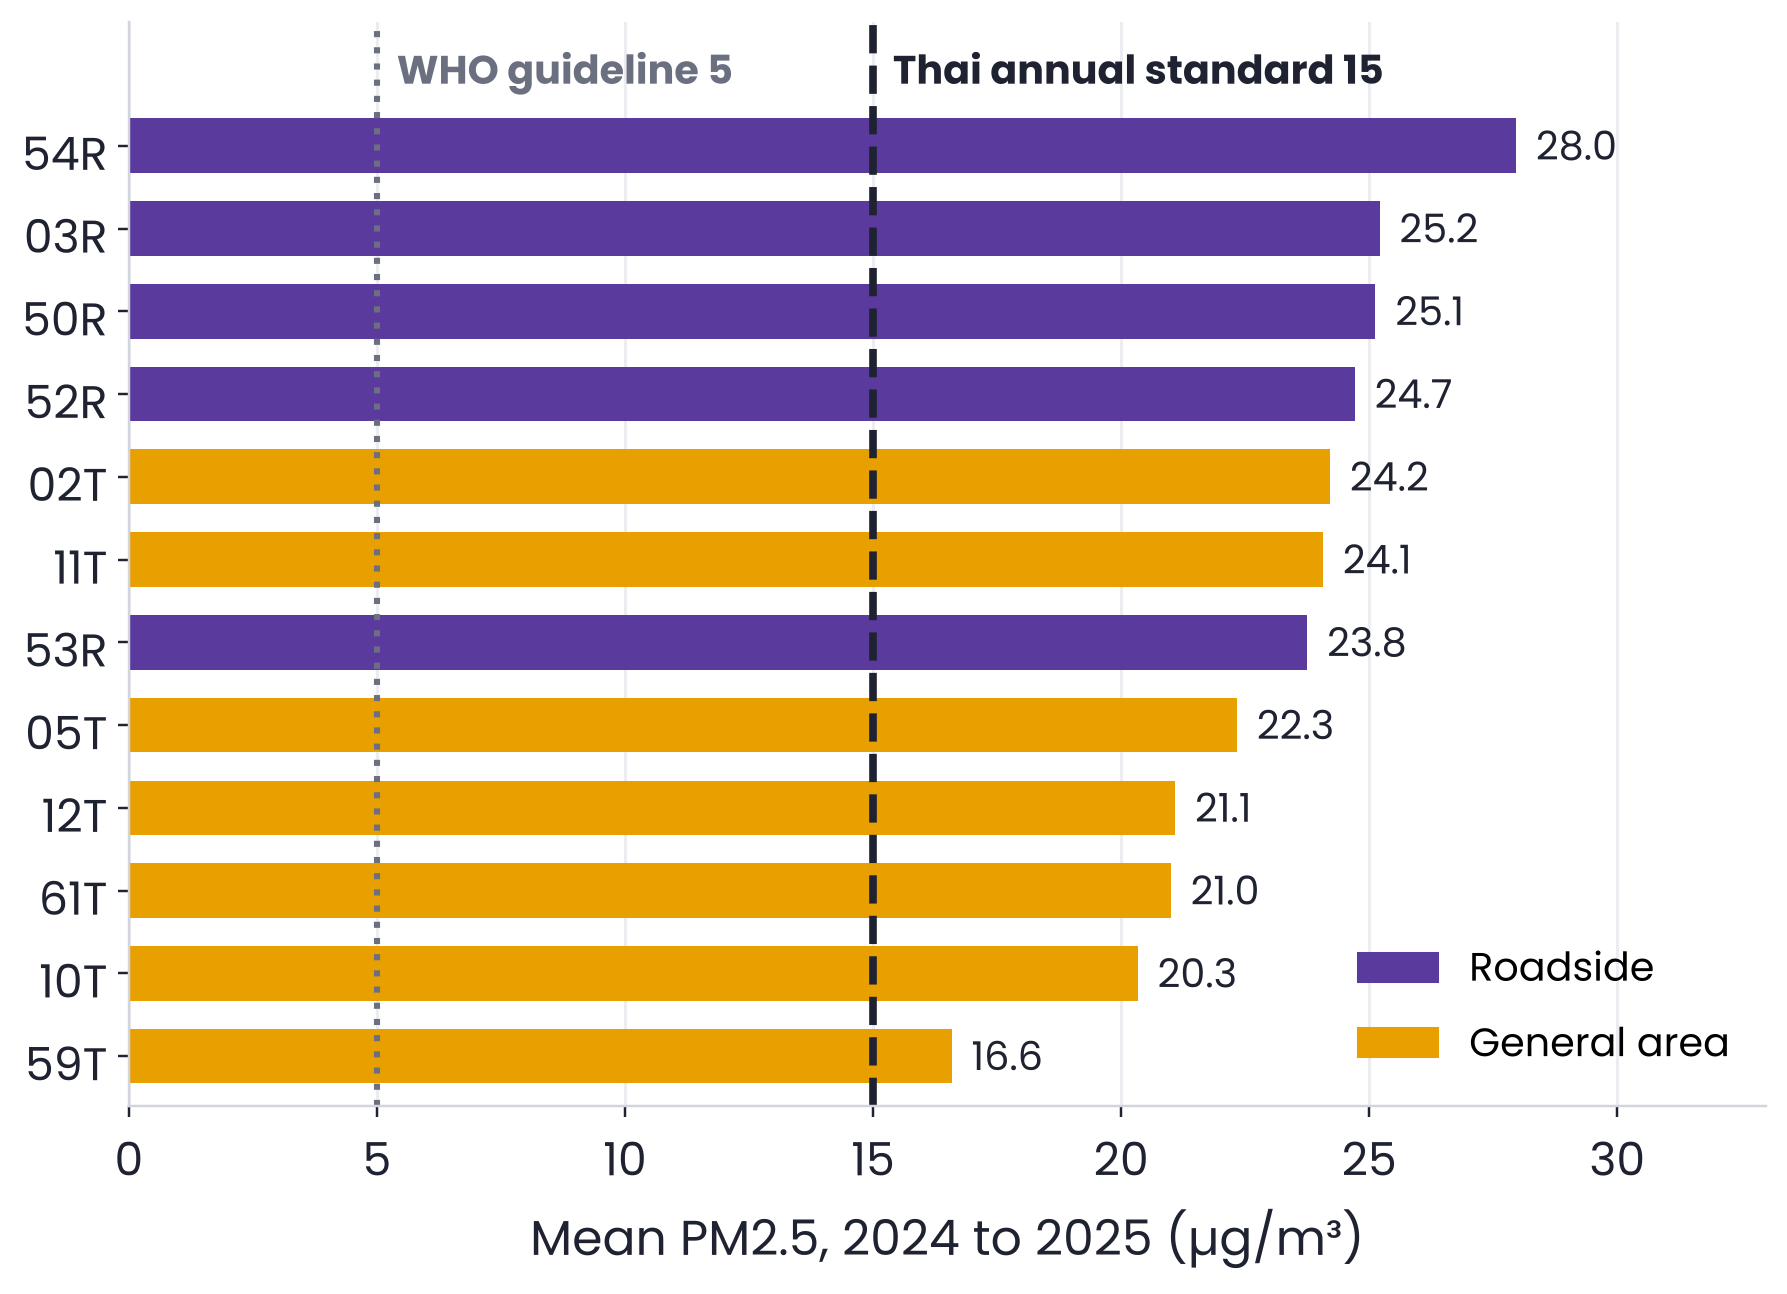 WHO guideline 5
Thai annual standard 15
54R 28.0
03R 25.2
50R 25.1
52R 24.7
02T 24.2
11T 24.1
53R 23.8
05T 22.3
12T 21.1
61T 21.0
10T 20.3
59T 16.6
Roadside
General area
0 5 10 15 20 25 30
Mean PM2.5, 2024 to 2025 (µg/m³)